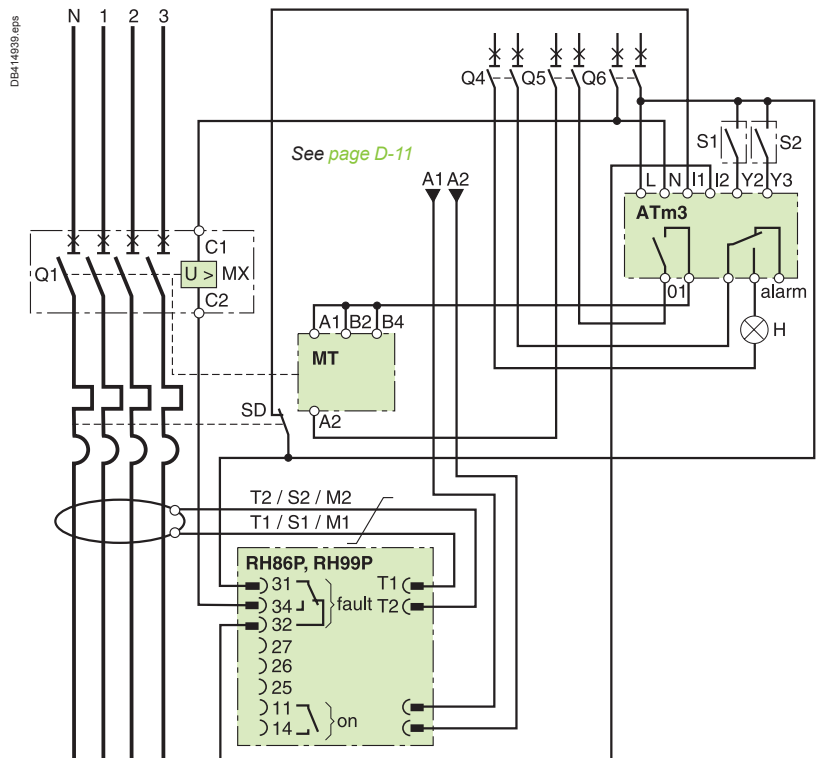 DB414939.eps
N 1 2 3
Q4 Q5 Q6
S1 S2
See page D-11
A1 A2
L N I1 I2 Y2 Y3
ATm3
C1
Q1 U > MX
C2
01 alarm
A1 B2 B4
H
MT
SD
A2
T2 / S2 / M2
T1 / S1 / M1
RH86P, RH99P
31 T1
34 fault T2
32
27
26
25
11
on
14